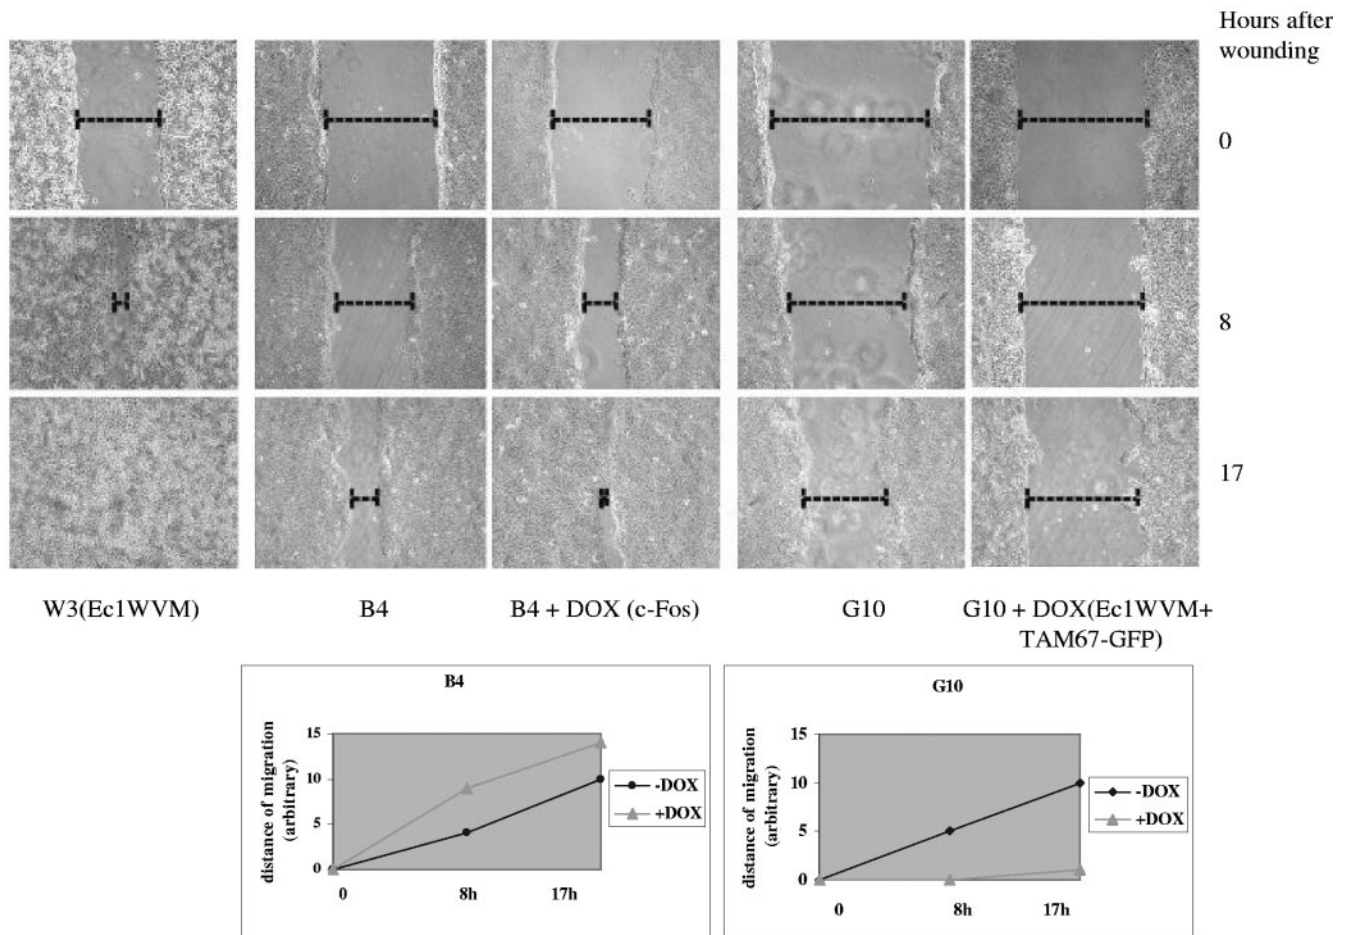 Hours after
wounding
0
8
17
W3(Ec1WVM)
B4
B4 + DOX (c-Fos)
G10
G10 + DOX(Ec1WVM+
TAM67-GFP)
B4
distance of migration
(arbitrary)
15
10
5
0
0
8h
17h
-DOX
+DOX
G10
distance of migration
(arbitrary)
15
10
5
0
0
8h
17h
-DOX
+DOX